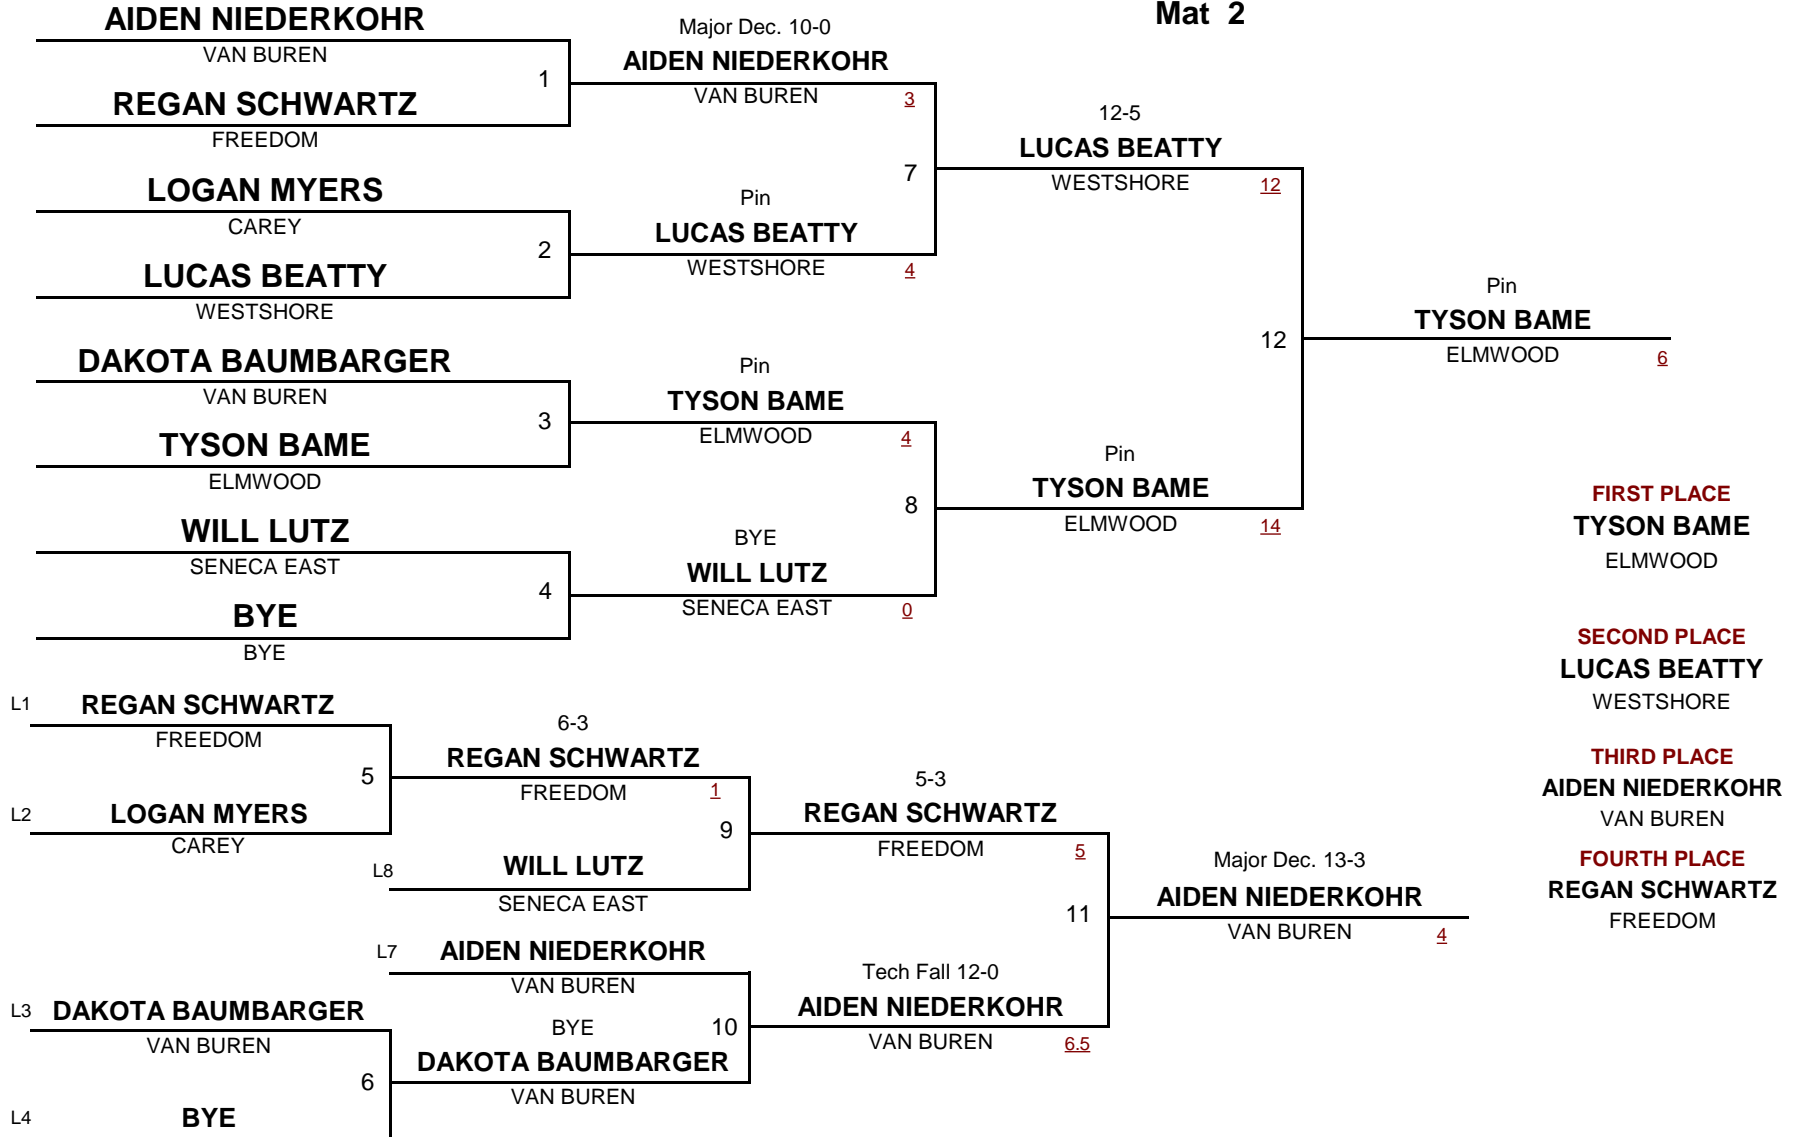 Mat 2
AIDEN NIEDERKOHR
VAN BUREN
1
REGAN SCHWARTZ
FREEDOM
LOGAN MYERS
CAREY
2
LUCAS BEATTY
WESTSHORE
DAKOTA BAUMBARGER
VAN BUREN
3
TYSON BAME
ELMWOOD
WILL LUTZ
SENECA EAST
4
BYE
BYE
Major Dec. 10-0
AIDEN NIEDERKOHR
VAN BUREN
3
7
Pin
LUCAS BEATTY
WESTSHORE
4
Pin
TYSON BAME
ELMWOOD
4
8
BYE
WILL LUTZ
SENECA EAST
0
12-5
LUCAS BEATTY
WESTSHORE
12
12
Pin
TYSON BAME
ELMWOOD
14
Pin
TYSON BAME
ELMWOOD
6
L1
REGAN SCHWARTZ
FREEDOM
5
L2
LOGAN MYERS
CAREY
6-3
REGAN SCHWARTZ
FREEDOM
1
9
L8
WILL LUTZ
SENECA EAST
L7
AIDEN NIEDERKOHR
VAN BUREN
L3
DAKOTA BAUMBARGER
VAN BUREN
6
L4
BYE
BYE
10
DAKOTA BAUMBARGER
VAN BUREN
5-3
REGAN SCHWARTZ
FREEDOM
5
11
Tech Fall 12-0
AIDEN NIEDERKOHR
VAN BUREN
6.5
Major Dec. 13-3
AIDEN NIEDERKOHR
VAN BUREN
4
FIRST PLACE
TYSON BAME
ELMWOOD
SECOND PLACE
LUCAS BEATTY
WESTSHORE
THIRD PLACE
AIDEN NIEDERKOHR
VAN BUREN
FOURTH PLACE
REGAN SCHWARTZ
FREEDOM